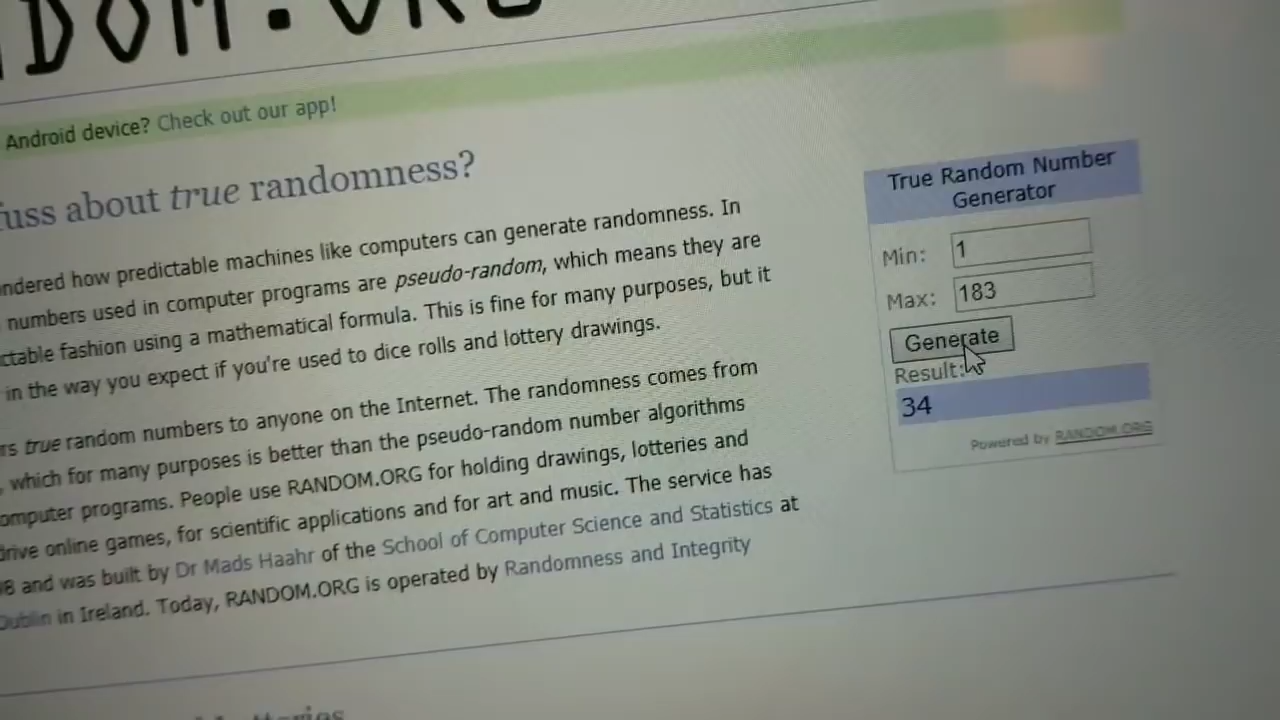 NDOM.ORG
Android device? Check out our app!
fuss about true randomness?
ndered how predictable machines like computers can generate randomness. In
numbers used in computer programs are pseudo-random, which means they are
ctable fashion using a mathematical formula. This is fine for many purposes, but it
in the way you expect if you're used to dice rolls and lottery drawings.
rs true random numbers to anyone on the Internet. The randomness comes from
, which for many purposes is better than the pseudo-random number algorithms
omputer programs. People use RANDOM.ORG for holding drawings, lotteries and
drive online games, for scientific applications and for art and music. The service has
98 and was built by Dr Mads Haahr of the School of Computer Science and Statistics at
Dublin in Ireland. Today, RANDOM.ORG is operated by Randomness and Integrity
True Random Number
Generator
Min: 1
Max: 183
Generate
Result:
34
Powered by RANDOM.ORG